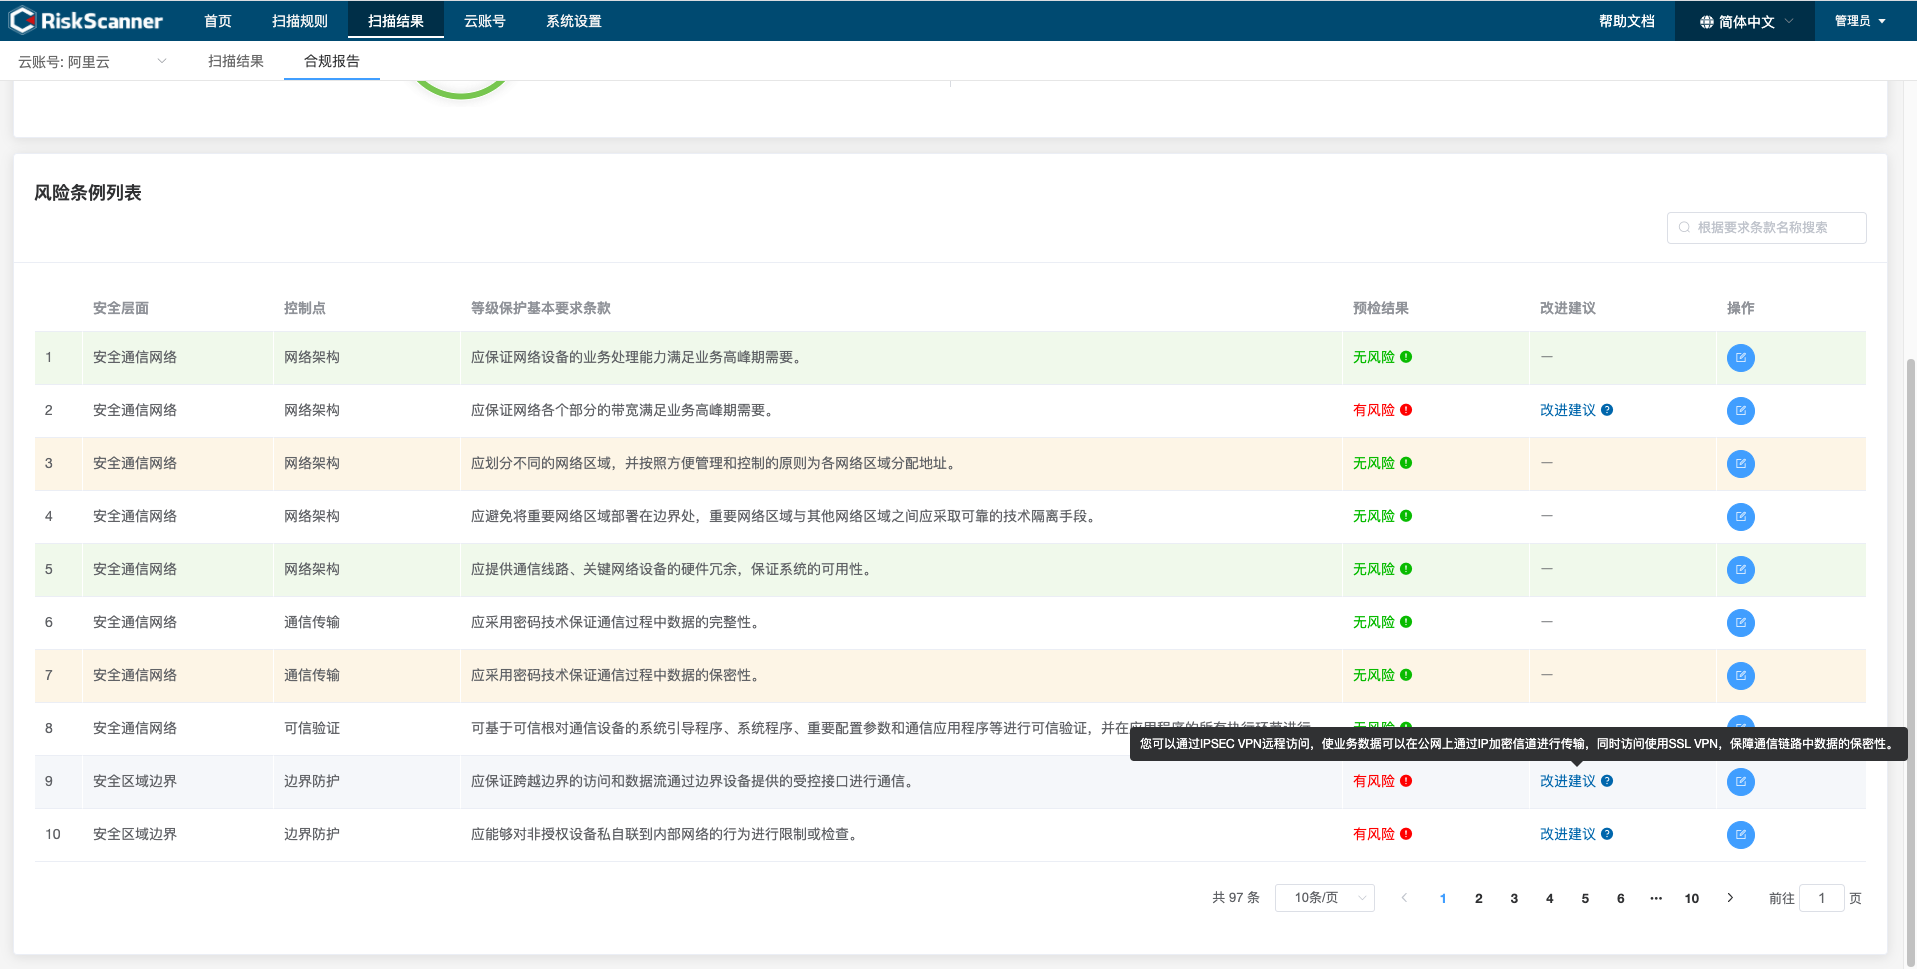 RiskScanner 首页 扫描规则 扫描结果 云账号 系统设置 帮助文档 简体中文 管理员
云账号: 阿里云 扫描结果 合规报告
风险条例列表
根据要求条款名称搜索
安全层面 控制点 等级保护基本要求条款 预检结果 改进建议 操作
1 安全通信网络 网络架构 应保证网络设备的业务处理能力满足业务高峰期需要。 无风险 —
2 安全通信网络 网络架构 应保证网络各个部分的带宽满足业务高峰期需要。 有风险 改进建议
3 安全通信网络 网络架构 应划分不同的网络区域，并按照方便管理和控制的原则为各网络区域分配地址。 无风险 —
4 安全通信网络 网络架构 应避免将重要网络区域部署在边界处，重要网络区域与其他网络区域之间应采取可靠的技术隔离手段。 无风险 —
5 安全通信网络 网络架构 应提供通信线路、关键网络设备的硬件冗余，保证系统的可用性。 无风险 —
6 安全通信网络 通信传输 应采用密码技术保证通信过程中数据的完整性。 无风险 —
7 安全通信网络 通信传输 应采用密码技术保证通信过程中数据的保密性。 无风险 —
8 安全通信网络 可信验证 可基于可信根对通信设备的系统引导程序、系统程序、重要配置参数和通信应用程序等进行可信验证，并在应用程序的所有执行环节进行 无风险
您可以通过IPSEC VPN远程访问，使业务数据可以在公网上通过IP加密信道进行传输，同时访问使用SSL VPN，保障通信链路中数据的保密性。
9 安全区域边界 边界防护 应保证跨越边界的访问和数据流通过边界设备提供的受控接口进行通信。 有风险 改进建议
10 安全区域边界 边界防护 应能够对非授权设备私自联到内部网络的行为进行限制或检查。 有风险 改进建议
共 97 条 10条/页 1 2 3 4 5 6 ··· 10 前往 1 页